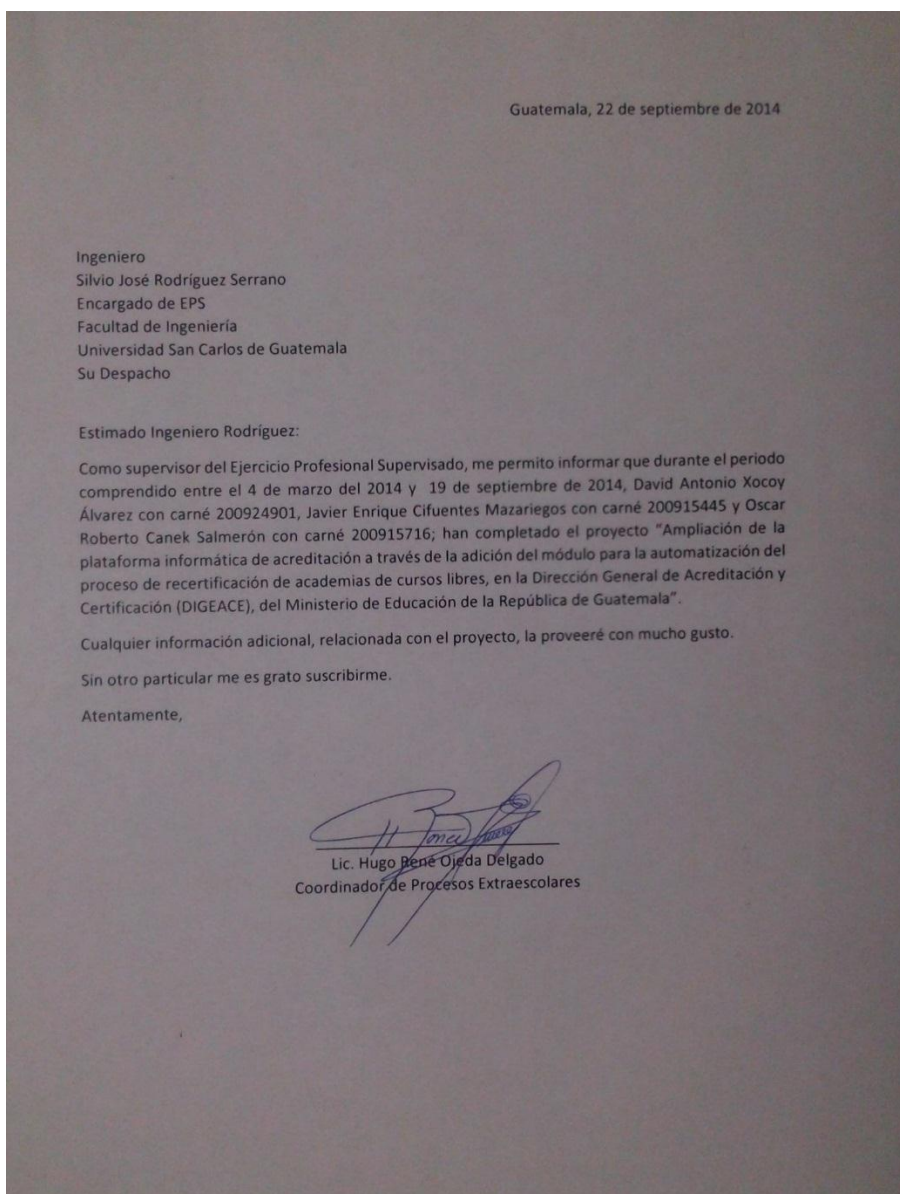 Guatemala, 22 de septiembre de 2014
Ingeniero
Silvio José Rodríguez Serrano
Encargado de EPS
Facultad de Ingeniería
Universidad San Carlos de Guatemala
Su Despacho
Estimado Ingeniero Rodríguez:
Como supervisor del Ejercicio Profesional Supervisado, me permito informar que durante el periodo
comprendido entre el 4 de marzo del 2014 y 19 de septiembre de 2014, David Antonio Xocoy
Álvarez con carné 200924901, Javier Enrique Cifuentes Mazariegos con carné 200915445 y Oscar
Roberto Canek Salmerón con carné 200915716; han completado el proyecto "Ampliación de la
plataforma informática de acreditación a través de la adición del módulo para la automatización del
proceso de recertificación de academias de cursos libres, en la Dirección General de Acreditación y
Certificación (DIGEACE), del Ministerio de Educación de la República de Guatemala".
Cualquier información adicional, relacionada con el proyecto, la proveeré con mucho gusto.
Sin otro particular me es grato suscribirme.
Atentamente,
Lic. Hugo René Ojeda Delgado
Coordinador de Procesos Extraescolares